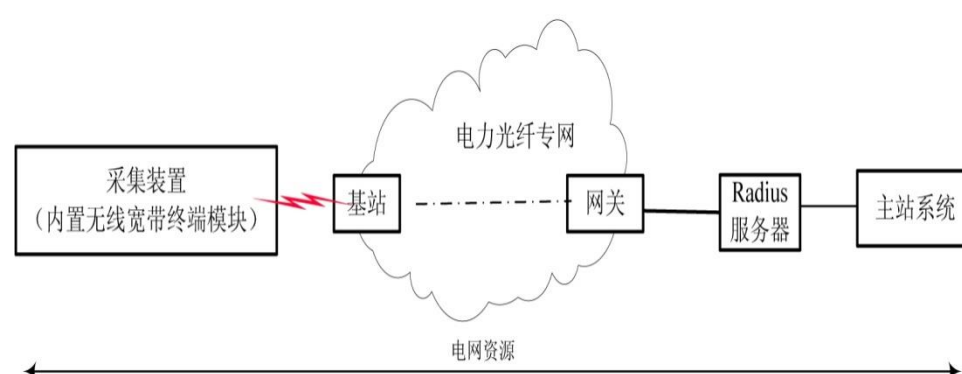 电力光纤专网
采集装置
（内置无线宽带终端模块）
基站
网关
Radius
服务器
主站系统
电网资源